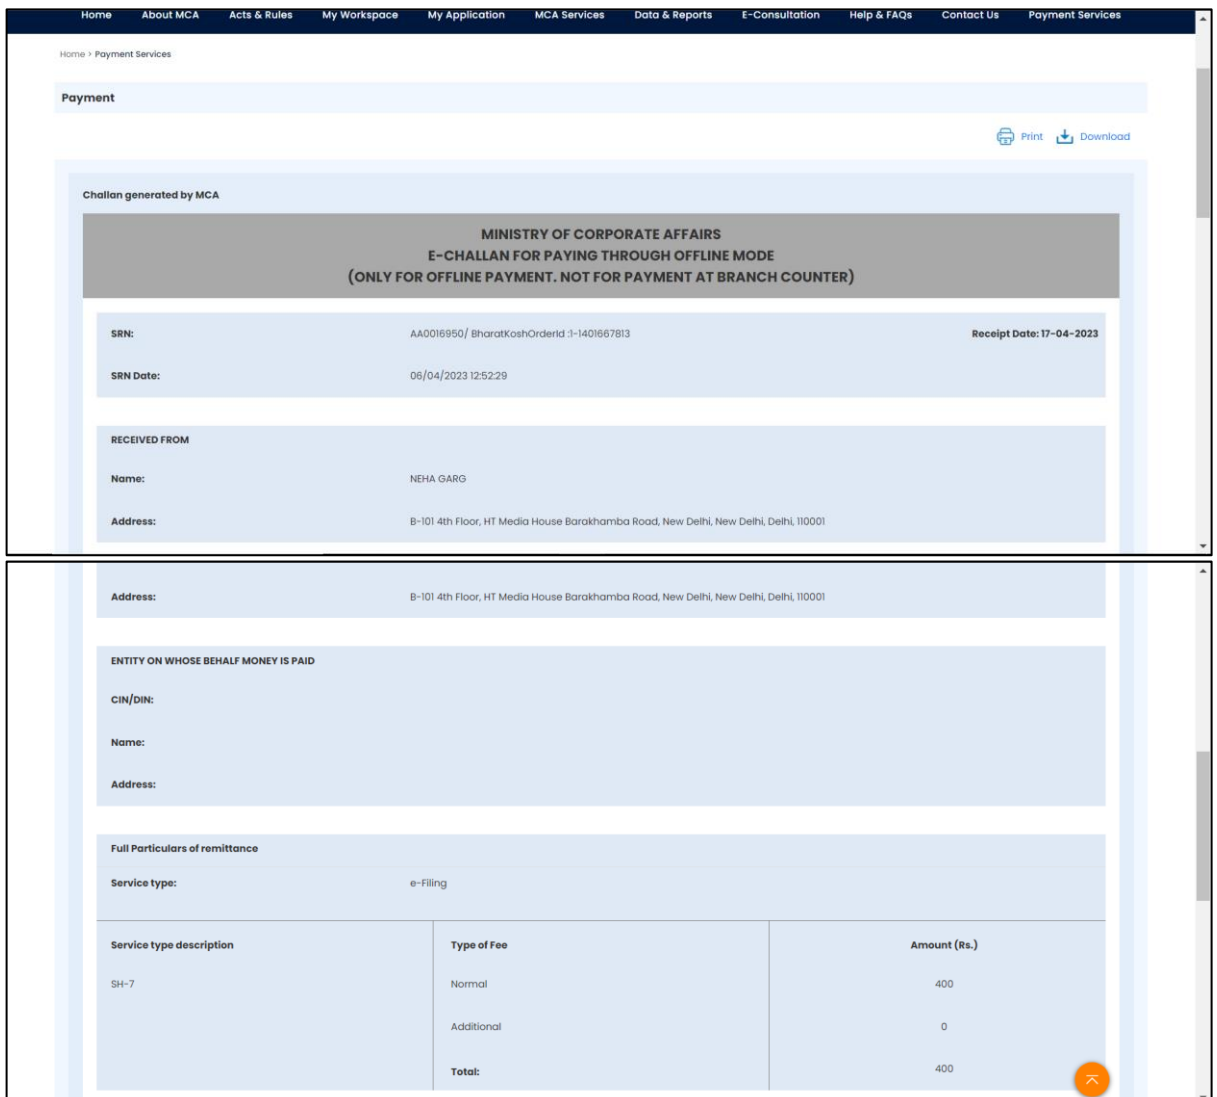 Home About MCA Acts & Rules My Workspace My Application MCA Services Data & Reports E-Consultation Help & FAQs Contact Us Payment Services
Home > Payment Services
Payment
Print Download
Challan generated by MCA
MINISTRY OF CORPORATE AFFAIRS
E-CHALLAN FOR PAYING THROUGH OFFLINE MODE
(ONLY FOR OFFLINE PAYMENT. NOT FOR PAYMENT AT BRANCH COUNTER)
SRN: AA0016950/ BharatKoshOrderId :1-1401667813 Receipt Date: 17-04-2023
SRN Date: 06/04/2023 12:52:29
RECEIVED FROM
Name: NEHA GARG
Address: B-101 4th Floor, HT Media House Barakhamba Road, New Delhi, New Delhi, Delhi, 110001
Address: B-101 4th Floor, HT Media House Barakhamba Road, New Delhi, New Delhi, Delhi, 110001
ENTITY ON WHOSE BEHALF MONEY IS PAID
CIN/DIN:
Name:
Address:
Full Particulars of remittance
Service type: e-Filing
Service type description Type of Fee Amount (Rs.)
SH-7 Normal 400
Additional 0
Total: 400